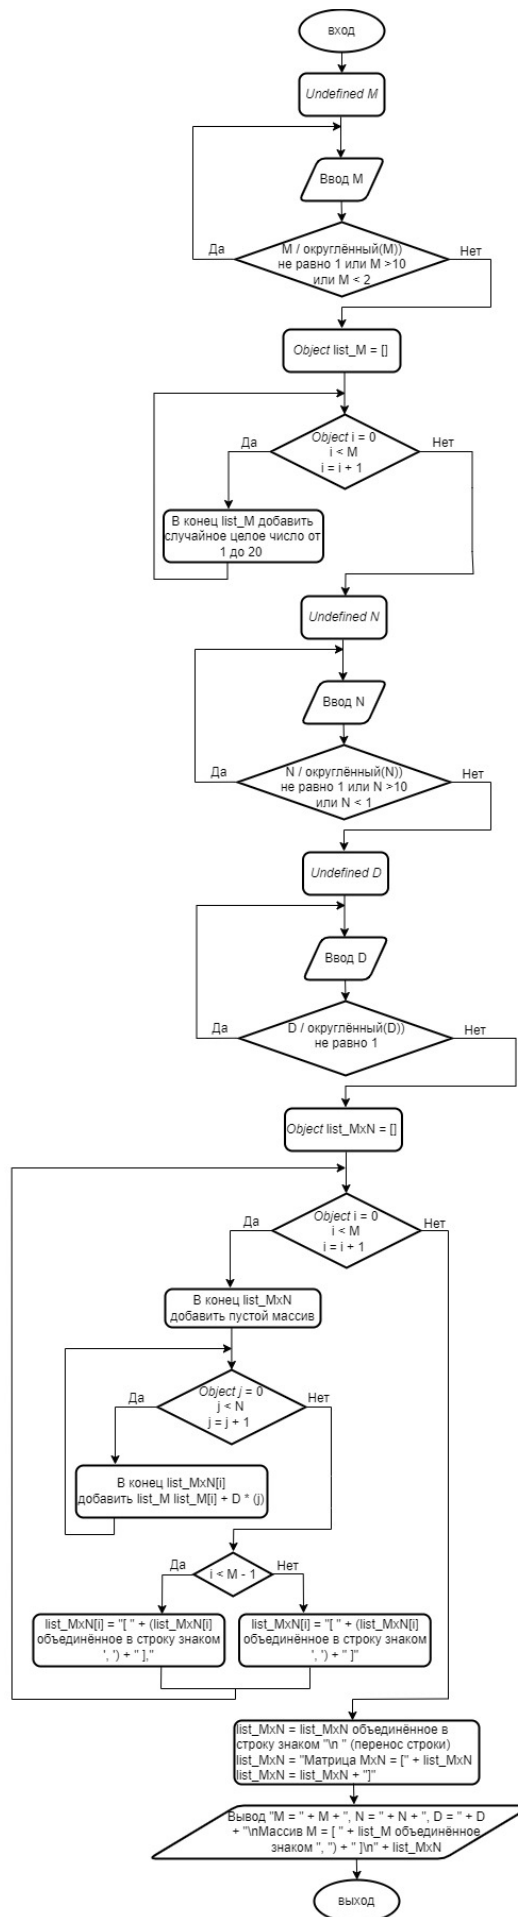 вход
Undefined M
Ввод M
M / округлённый(M))
не равно 1 или M >10
или M < 2
Да
Нет
Object list_M = []
Object i = 0
i < M
i = i + 1
Да
Нет
В конец list_M добавить
случайное целое число от
1 до 20
Undefined N
Ввод N
N / округлённый(N))
не равно 1 или N >10
или N < 1
Да
Нет
Undefined D
Ввод D
D / округлённый(D))
не равно 1
Да
Нет
Object list_MxN = []
Object i = 0
i < M
i = i + 1
Да
Нет
В конец list_MxN
добавить пустой массив
Object j = 0
j < N
j = j + 1
Да
Нет
В конец list_MxN[i]
добавить list_M list_M[i] + D * (j)
i < M - 1
Да
Нет
list_MxN[i] = "[ " + (list_MxN[i]
объединённое в строку знаком
', ') + " ],"
list_MxN[i] = "[ " + (list_MxN[i]
объединённое в строку знаком
', ') + " ]"
list_MxN = list_MxN объединённое в
строку знаком "\n " (перенос строки)
list_MxN = "Матрица MxN = [" + list_MxN
list_MxN = list_MxN + "]"
Вывод "M = " + M + ", N = " + N + ", D = " + D
+ "\nМассив M = [ " + list_M объединённое
знаком ", ") + " ]\n" + list_MxN
выход